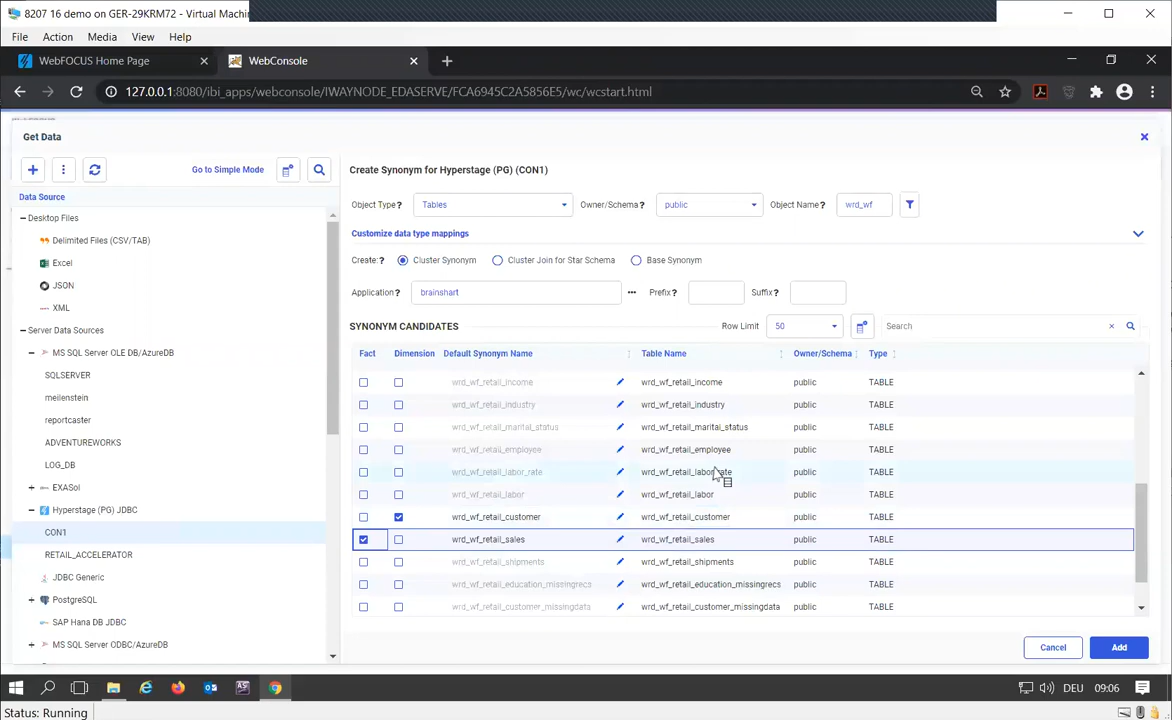 8207 16 demo on GER-29KRM72 - Virtual Machin
File Action Media View Help
WebFOCUS Home Page WebConsole
127.0.0.1:8080/ibi_apps/webconsole/IWAYNODE_EDASERVE/FCA6945C2A5856E5/wc/wcstart.html
Get Data
Go to Simple Mode
Data Source
Desktop Files
Delimited Files (CSV/TAB)
Excel
JSON
XML
Server Data Sources
MS SQL Server OLE DB/AzureDB
SQLSERVER
meilenstein
reportcaster
ADVENTUREWORKS
LOG_DB
EXASol
Hyperstage (PG) JDBC
CON1
RETAIL_ACCELERATOR
JDBC Generic
PostgreSQL
SAP Hana DB JDBC
MS SQL Server ODBC/AzureDB
Create Synonym for Hyperstage (PG) (CON1)
Object Type? Tables Owner/Schema? public Object Name? wrd_wf
Customize data type mappings
Create:? Cluster Synonym Cluster Join for Star Schema Base Synonym
Application? brainshart Prefix? Suffix?
SYNONYM CANDIDATES Row Limit 50 Search
Fact Dimension Default Synonym Name Table Name Owner/Schema Type
wrd_wf_retail_income wrd_wf_retail_income public TABLE
wrd_wf_retail_industry wrd_wf_retail_industry public TABLE
wrd_wf_retail_marital_status wrd_wf_retail_marital_status public TABLE
wrd_wf_retail_employee wrd_wf_retail_employee public TABLE
wrd_wf_retail_labor_rate wrd_wf_retail_labor_rate public TABLE
wrd_wf_retail_labor wrd_wf_retail_labor public TABLE
wrd_wf_retail_customer wrd_wf_retail_customer public TABLE
wrd_wf_retail_sales wrd_wf_retail_sales public TABLE
wrd_wf_retail_shipments wrd_wf_retail_shipments public TABLE
wrd_wf_retail_education_missingrecs wrd_wf_retail_education_missingrecs public TABLE
wrd_wf_retail_customer_missingdata wrd_wf_retail_customer_missingdata public TABLE
Cancel Add
DEU 09:06
Status: Running